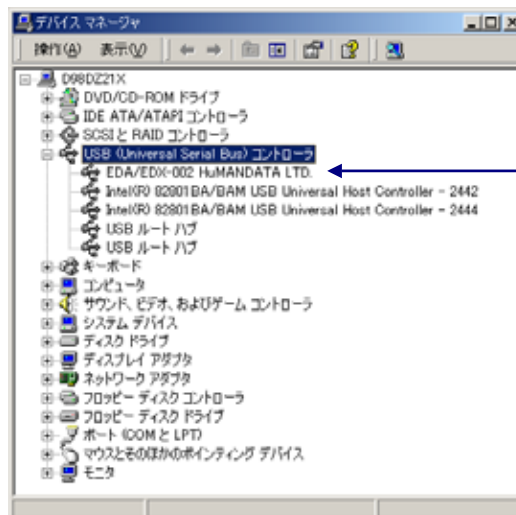 デバイス マネージャ
操作(A) 表示(V)
D98DZ21X
DVD/CD-ROM ドライブ
IDE ATA/ATAPI コントローラ
SCSI と RAID コントローラ
USB (Universal Serial Bus) コントローラ
EDA/EDX-002 HuMANDATA LTD.
Intel(R) 82801BA/BAM USB Universal Host Controller - 2442
Intel(R) 82801BA/BAM USB Universal Host Controller - 2444
USB ルート ハブ
USB ルート ハブ
キーボード
コンピュータ
サウンド、ビデオ、およびゲーム コントローラ
システム デバイス
ディスク ドライブ
ディスプレイ アダプタ
ネットワーク アダプタ
フロッピー ディスク コントローラ
フロッピー ディスク ドライブ
ポート (COM と LPT)
マウスとそのほかのポインティング デバイス
モニタ